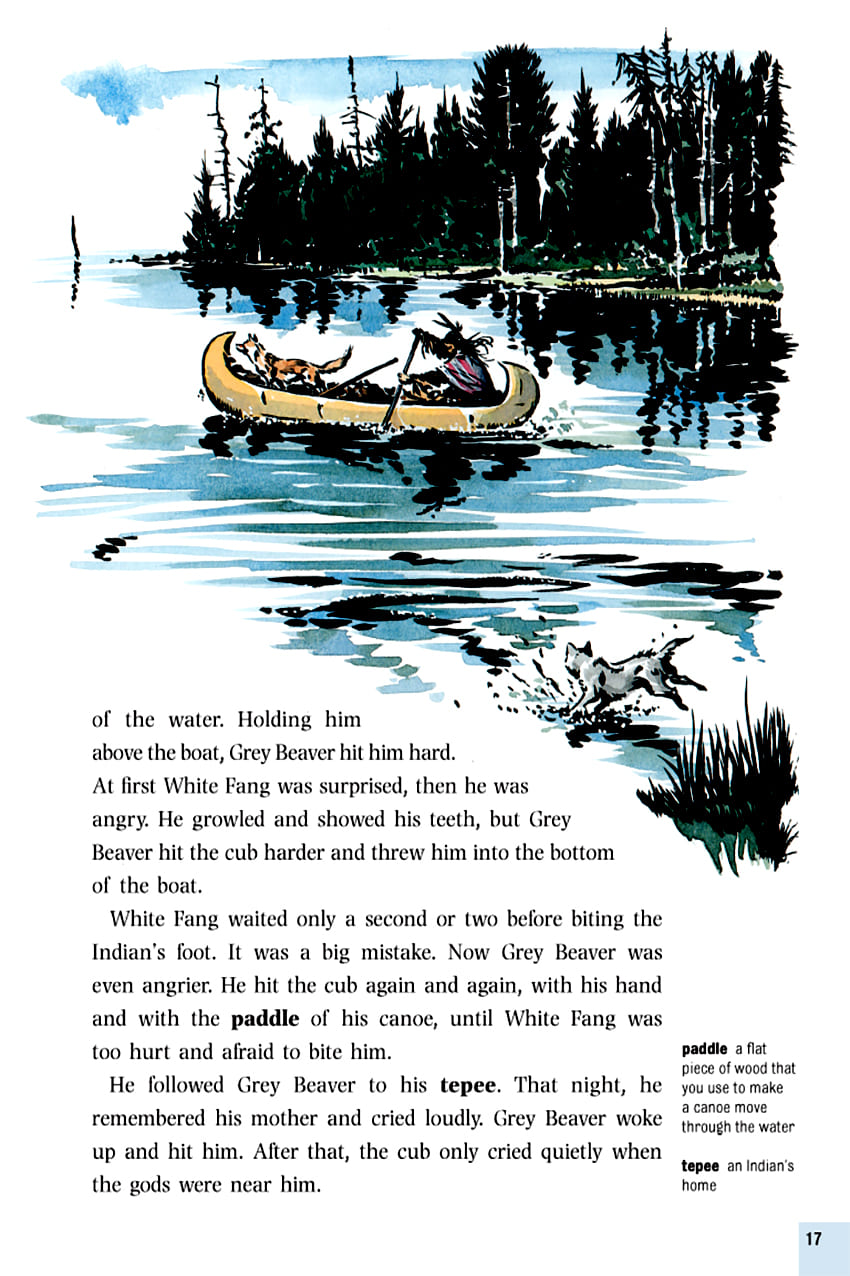 of the water. Holding him
above the boat, Grey Beaver hit him hard.
At first White Fang was surprised, then he was
angry. He growled and showed his teeth, but Grey
Beaver hit the cub harder and threw him into the bottom
of the boat.
White Fang waited only a second or two before biting the
Indian's foot. It was a big mistake. Now Grey Beaver was
even angrier. He hit the cub again and again, with his hand
and with the paddle of his canoe, until White Fang was
too hurt and afraid to bite him.
He followed Grey Beaver to his tepee. That night, he
remembered his mother and cried loudly. Grey Beaver woke
up and hit him. After that, the cub only cried quietly when
the gods were near him.
paddle a flat
piece of wood that
you use to make
a canoe move
through the water
tepee an Indian's
home
17